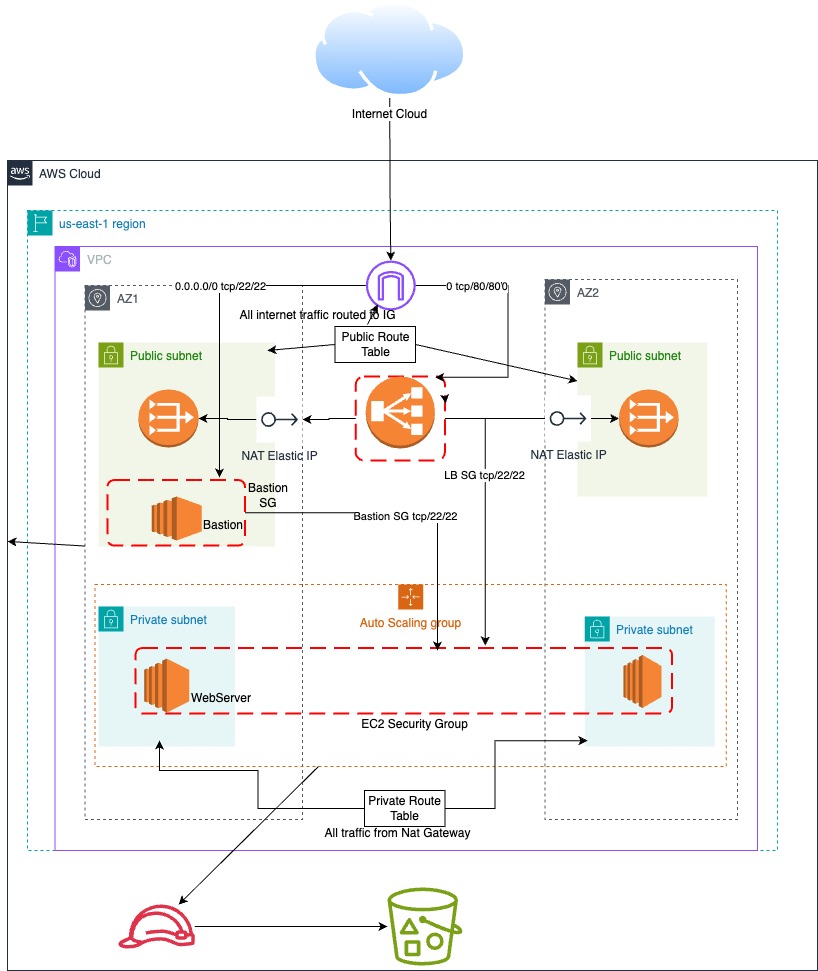 Internet Cloud
aws
AWS Cloud
us-east-1 region
VPC
0.0.0.0/0 tcp/22/22
0 tcp/80/80'0
AZ1
AZ2
All internet traffic routed to IG
Public Route
Table
Public subnet
Public subnet
NAT Elastic IP
NAT Elastic IP
LB SG tcp/22/22
Bastion
SG
Bastion
Bastion SG tcp/22/22
Auto Scaling group
Private subnet
Private subnet
WebServer
EC2 Security Group
Private Route
Table
All traffic from Nat Gateway